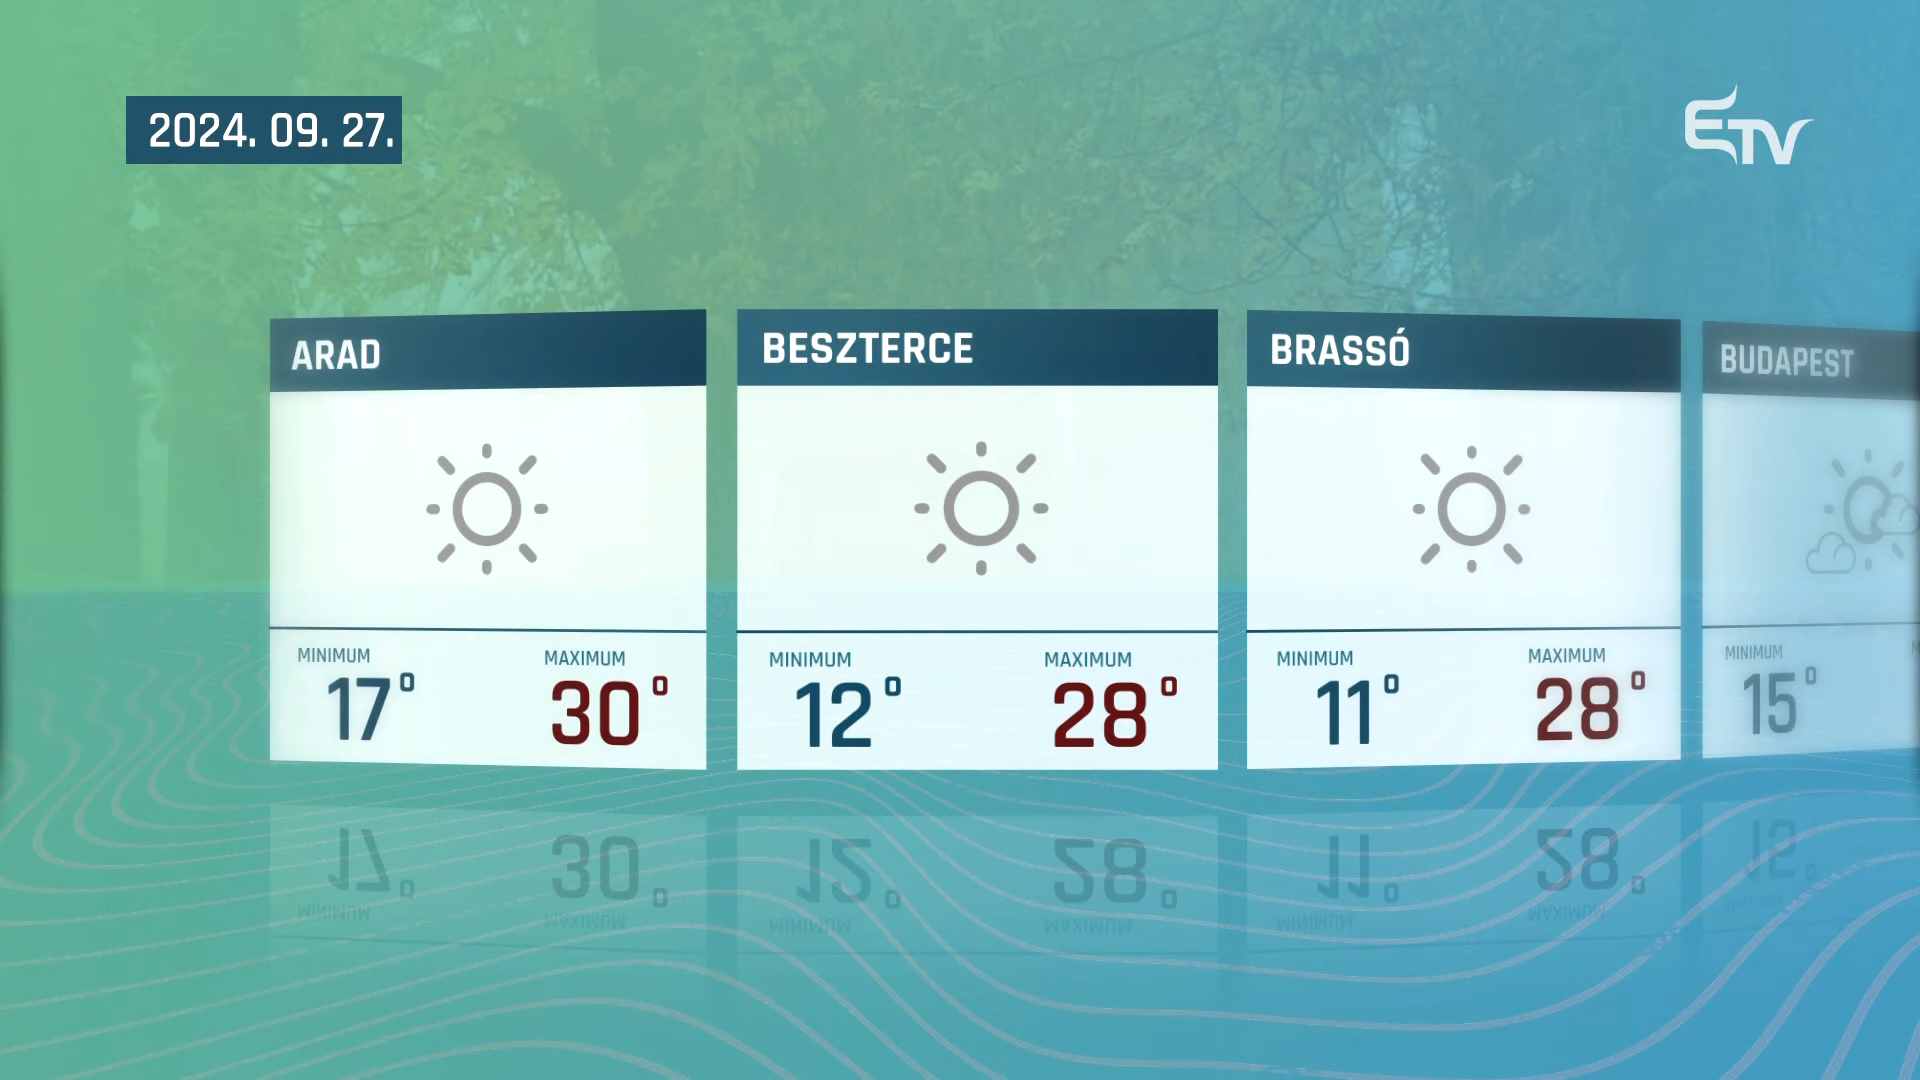 2024. 09. 27.
ETV
ARAD
BESZTERCE
BRASSÓ
BUDAPEST
MINIMUM MAXIMUM
17° 30°
MINIMUM MAXIMUM
12° 28°
MINIMUM MAXIMUM
11° 28°
MINIMUM
15°